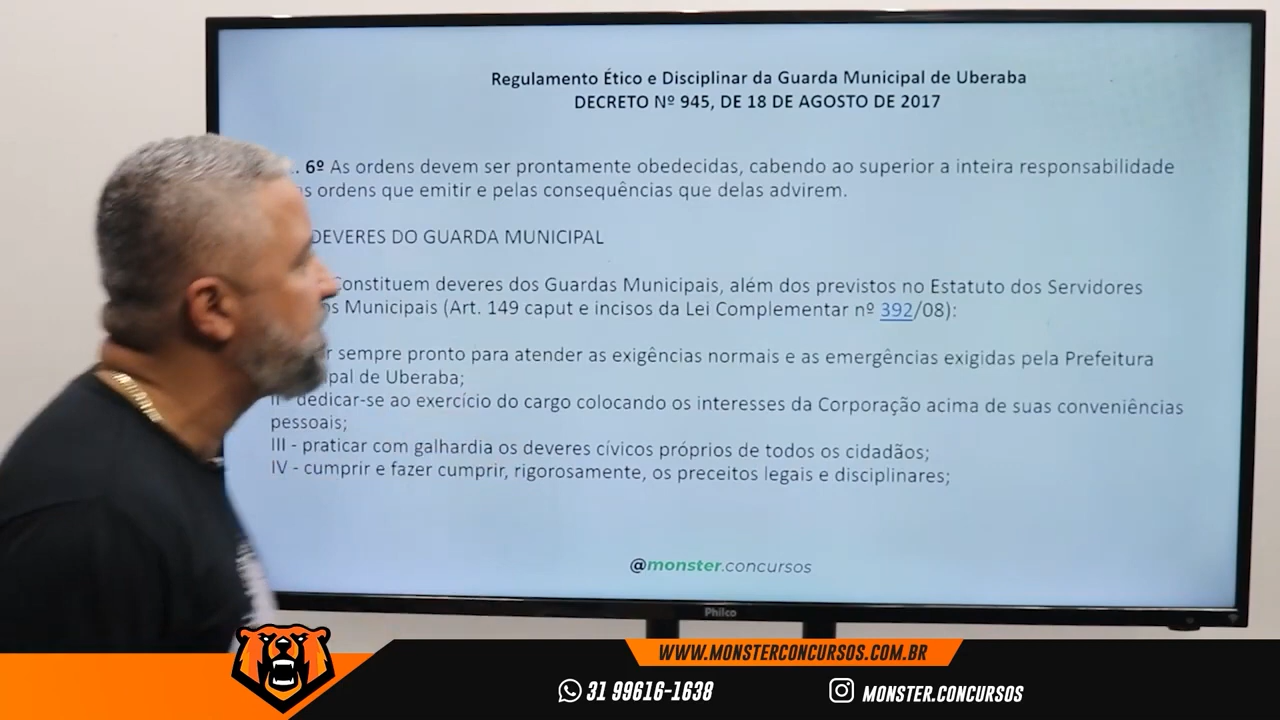 Regulamento Ético e Disciplinar da Guarda Municipal de Uberaba
DECRETO Nº 945, DE 18 DE AGOSTO DE 2017
. 6º As ordens devem ser prontamente obedecidas, cabendo ao superior a inteira responsabilidade
s ordens que emitir e pelas consequências que delas advirem.
DEVERES DO GUARDA MUNICIPAL
Constituem deveres dos Guardas Municipais, além dos previstos no Estatuto dos Servidores
s Municipais (Art. 149 caput e incisos da Lei Complementar nº 392/08):
r sempre pronto para atender as exigências normais e as emergências exigidas pela Prefeitura
pal de Uberaba;
II - dedicar-se ao exercício do cargo colocando os interesses da Corporação acima de suas conveniências
pessoais;
III - praticar com galhardia os deveres cívicos próprios de todos os cidadãos;
IV - cumprir e fazer cumprir, rigorosamente, os preceitos legais e disciplinares;
@monster.concursos
Philco
WWW.MONSTERCONCURSOS.COM.BR
31 99616-1638
MONSTER.CONCURSOS